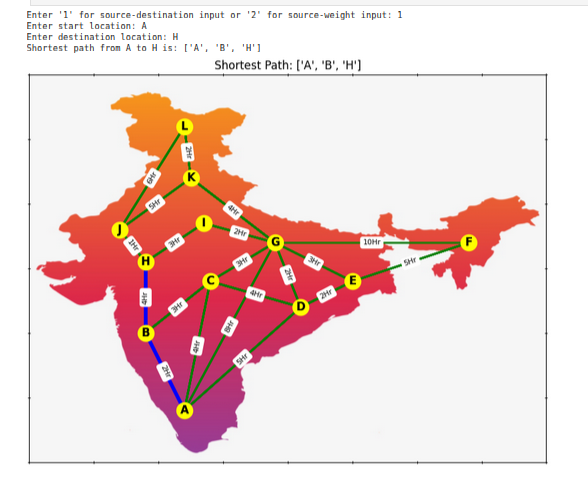 Enter '1' for source-destination input or '2' for source-weight input: 1
Enter start location: A
Enter destination location: H
Shortest path from A to H is: ['A', 'B', 'H']
Shortest Path: ['A', 'B', 'H']
L
2Hr
6Hr
K
5Hr
4Hr
I
J
2Hr
1Hr
3Hr
G
10Hr
F
H
3Hr
3Hr
5Hr
2Hr
C
E
4Hr
4Hr
2Hr
3Hr
D
8Hr
B
4Hr
5Hr
2Hr
A